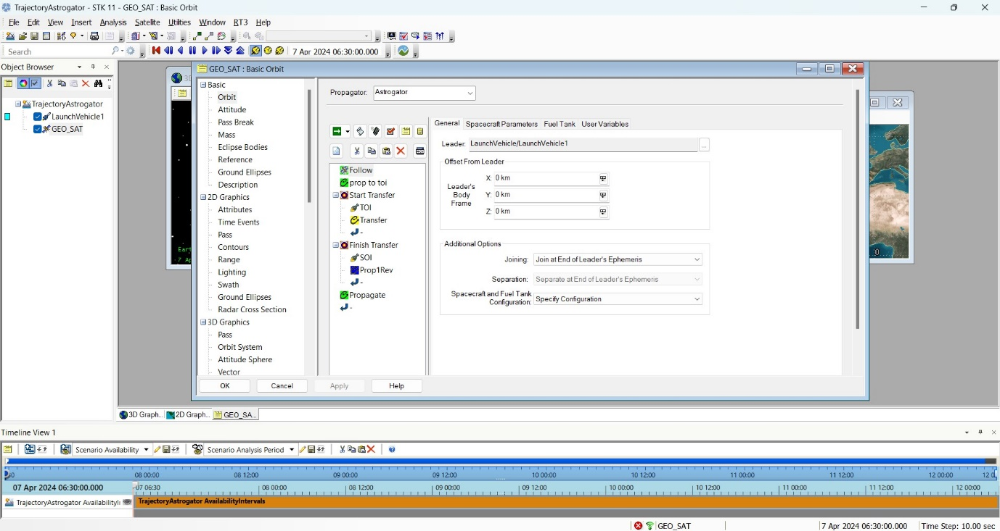 TrajectoryAstrogator - STK 11 - GEO_SAT : Basic Orbit
File Edit View Insert Analysis Satellite Utilities Window RT3 Help
Search
7 Apr 2024 06:30:00.000
Object Browser
TrajectoryAstrogator
LaunchVehicle1
GEO_SAT
GEO_SAT : Basic Orbit
Basic
Orbit
Attitude
Pass Break
Mass
Eclipse Bodies
Reference
Ground Ellipses
Description
2D Graphics
Attributes
Time Events
Pass
Contours
Range
Lighting
Swath
Ground Ellipses
Radar Cross Section
3D Graphics
Pass
Orbit System
Attitude Sphere
Vector
Propagator: Astrogator
Follow
prop to toi
Start Transfer
TOI
Transfer
-
Finish Transfer
SOI
Prop1Rev
-
Propagate
-
General Spacecraft Parameters Fuel Tank User Variables
Leader: LaunchVehicle/LaunchVehicle1 ...
Offset From Leader
Leader's Body Frame
X: 0 km
Y: 0 km
Z: 0 km
Additional Options
Joining: Join at End of Leader's Ephemeris
Separation: Separate at End of Leader's Ephemeris
Spacecraft and Fuel Tank
Configuration: Specify Configuration
OK Cancel Apply Help
3D Graph... 2D Graph... GEO_SA...
Timeline View 1
Scenario Availability Scenario Analysis Period
08 00:00 08 12:00 09 00:00 09 12:00 10 00:00 10 12:00 11 00:00 11 12:00 12 00:00
07 Apr 2024 06:30:00.000 07 06:30 08 00:00 08 12:00 09 00:00 09 12:00 10 00:00 10 12:00 11 00:00 11 12:00 12 00:00
TrajectoryAstrogator AvailabilityI TrajectoryAstrogator AvailabilityIntervals
GEO_SAT 7 Apr 2024 06:30:00.000 Time Step: 10.00 sec